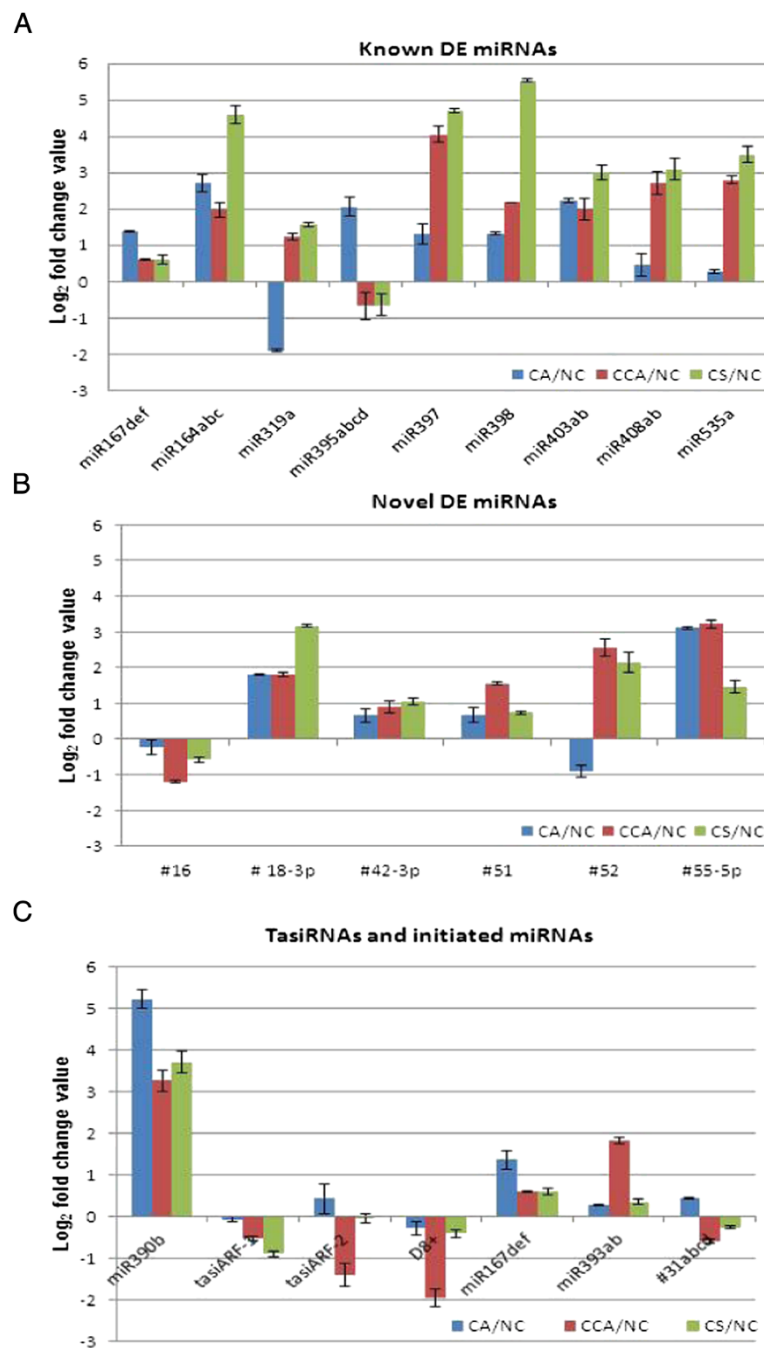 A
Known DE miRNAs
Log2 fold change value
6
5
4
3
2
1
0
-1
-2
-3
CA/NC CCA/NC CS/NC
miR167def miR164abc miR319a miR395abcd miR397 miR398 miR403ab miR408ab miR535a
B
Novel DE miRNAs
Log2 fold change value
6
5
4
3
2
1
0
-1
-2
-3
CA/NC CCA/NC CS/NC
#16 # 18-3p #42-3p #51 #52 #55-5p
C
TasiRNAs and initiated miRNAs
Log2 fold change value
6
5
4
3
2
1
0
-1
-2
-3
miR390b tasiARF-1 tasiARF-2 D8+ miR167def miR393ab #31abcd
CA/NC CCA/NC CS/NC